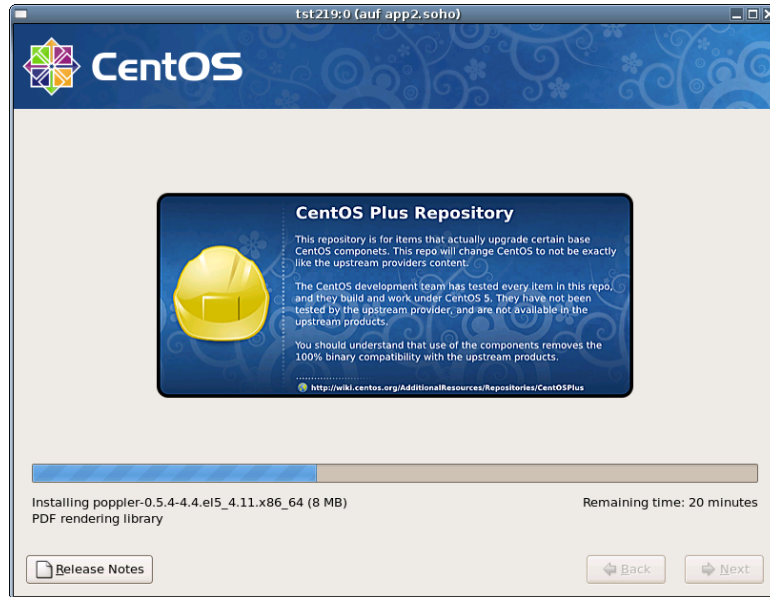 tst219:0 (auf app2.soho)
CentOS
CentOS Plus Repository
This repository is for items that actually upgrade certain base
CentOS componets. This repo will change CentOS to not be exactly
like the upstream providers content.
The CentOS development team has tested every item in this repo,
and they build and work under CentOS 5. They have not been
tested by the upstream provider, and are not available in the
upstream products.
You should understand that use of the components removes the
100% binary compatibility with the upstream products.
http://wiki.centos.org/AdditionalResources/Repositories/CentOSPlus
Installing poppler-0.5.4-4.4.el5_4.11.x86_64 (8 MB)
Remaining time: 20 minutes
PDF rendering library
Release Notes
Back
Next